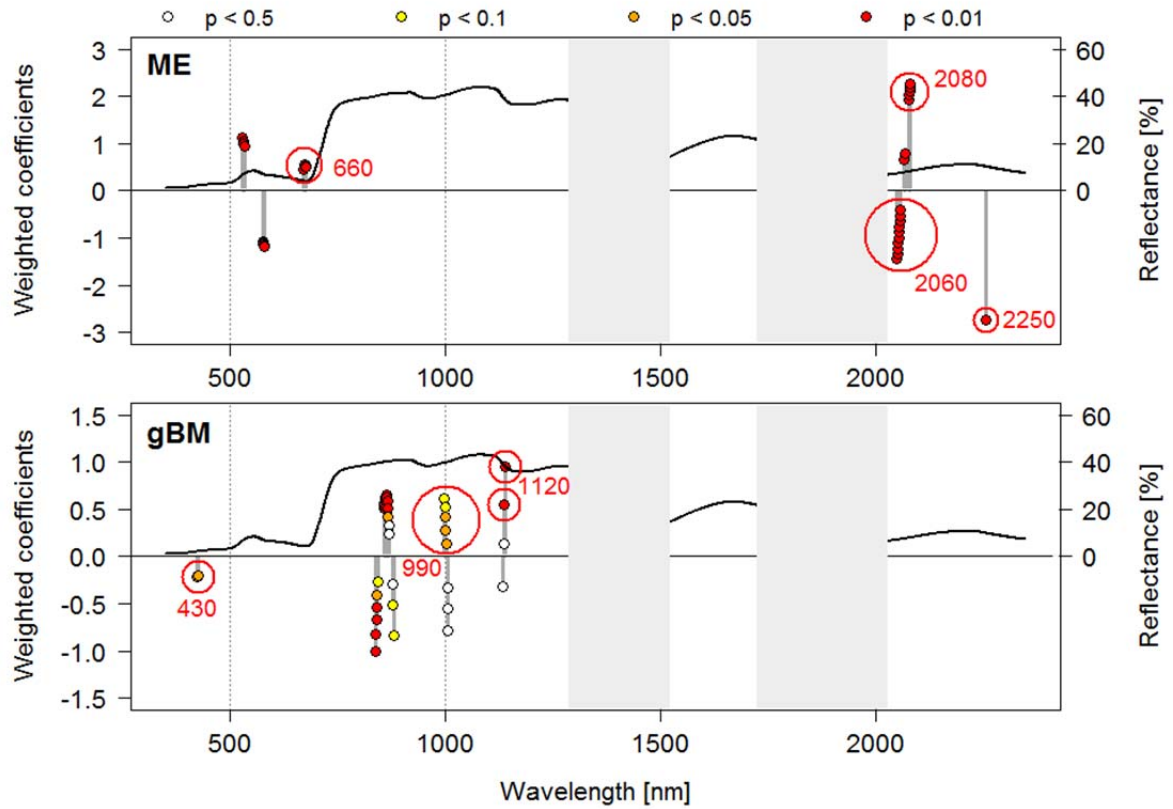 p < 0.5 p < 0.1 p < 0.05 p < 0.01
ME
Weighted coefficients
3
2
1
0
-1
-2
-3
60
40
20
0
Reflectance [%]
660
2080
2060
2250
500 1000 1500 2000
gBM
Weighted coefficients
1.5
1.0
0.5
0.0
-0.5
-1.0
-1.5
60
40
20
0
Reflectance [%]
1120
990
430
500 1000 1500 2000
Wavelength [nm]